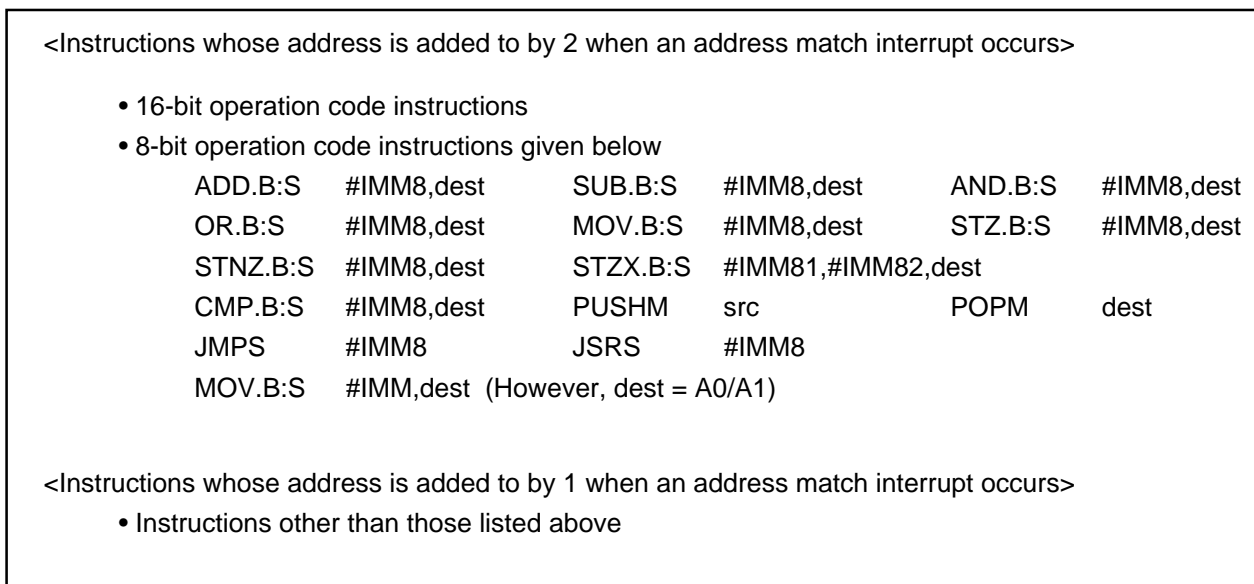 <Instructions whose address is added to by 2 when an address match interrupt occurs>
• 16-bit operation code instructions
• 8-bit operation code instructions given below
ADD.B:S #IMM8,dest SUB.B:S #IMM8,dest AND.B:S #IMM8,dest
OR.B:S #IMM8,dest MOV.B:S #IMM8,dest STZ.B:S #IMM8,dest
STNZ.B:S #IMM8,dest STZX.B:S #IMM81,#IMM82,dest
CMP.B:S #IMM8,dest PUSHM src POPM dest
JMPS #IMM8 JSRS #IMM8
MOV.B:S #IMM,dest (However, dest = A0/A1)
<Instructions whose address is added to by 1 when an address match interrupt occurs>
• Instructions other than those listed above